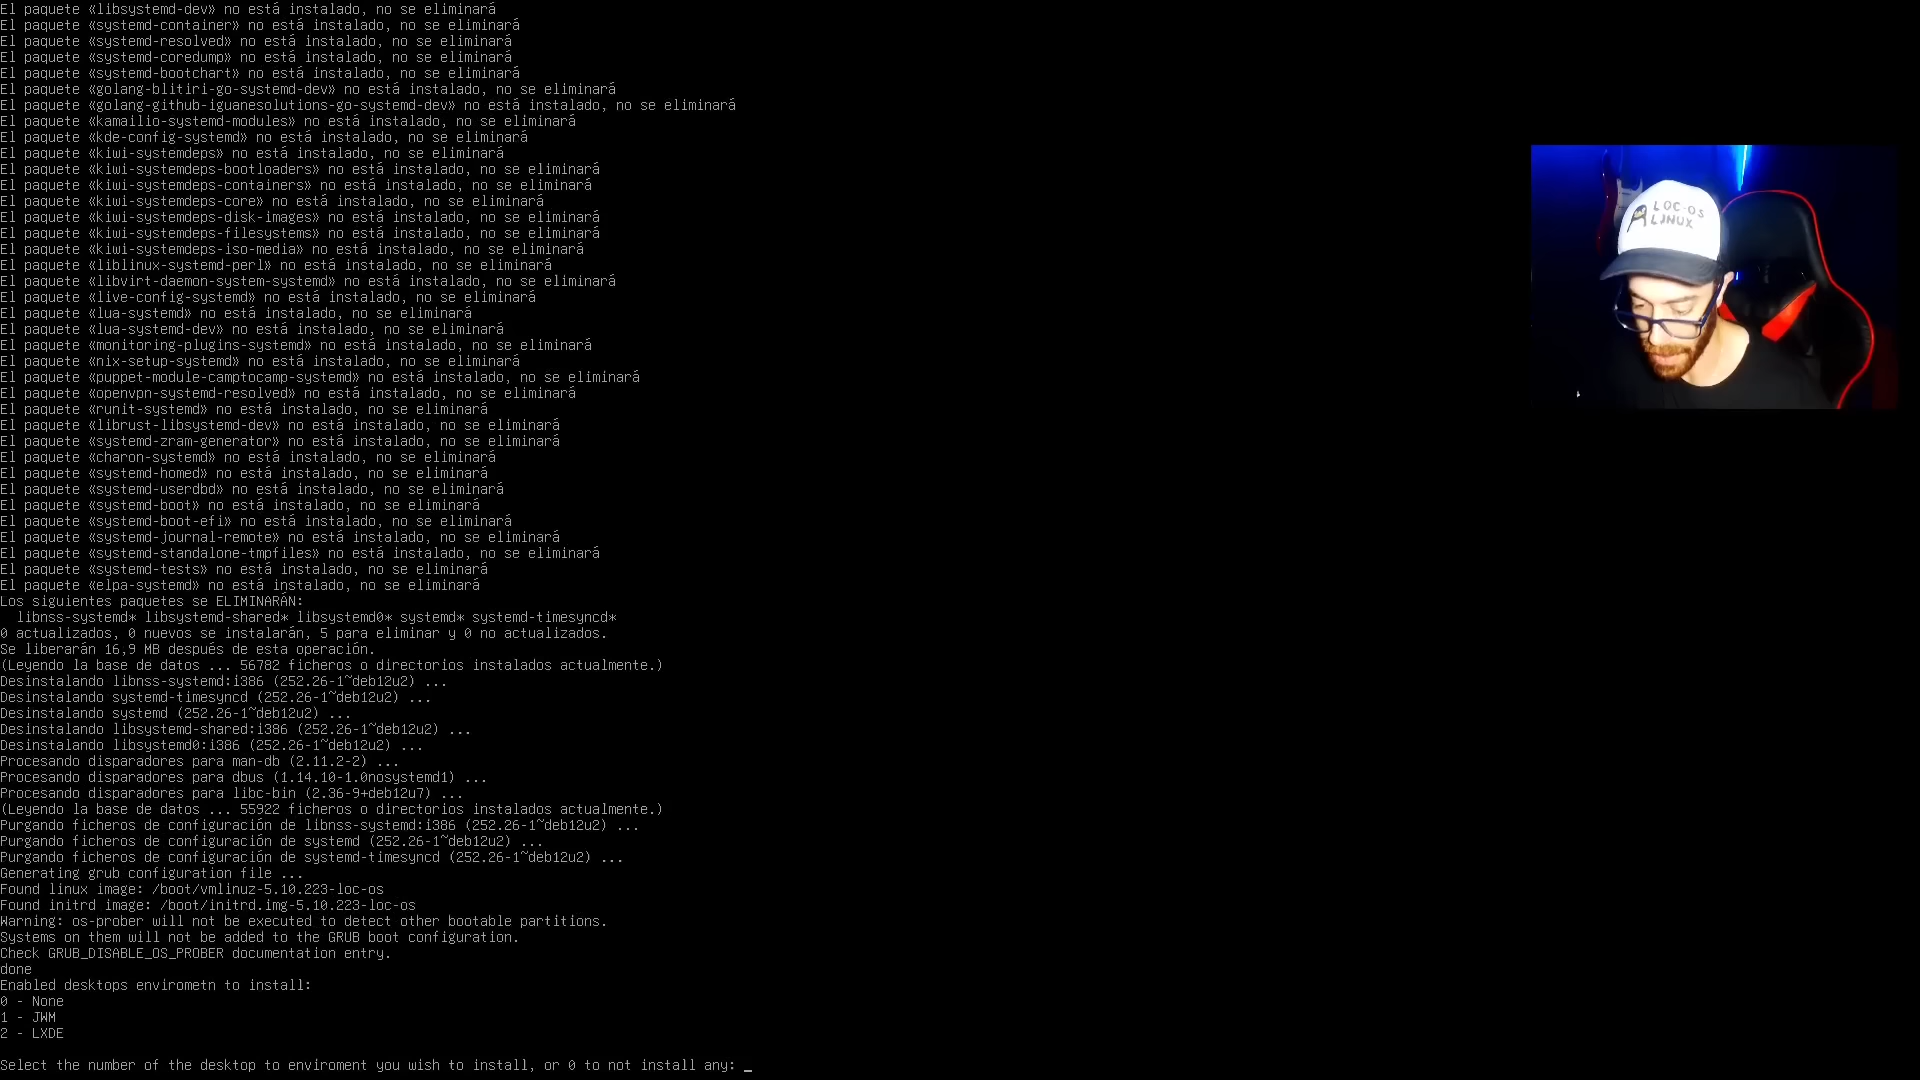 El paquete «libsystemd-dev» no está instalado, no se eliminará
El paquete «systemd-container» no está instalado, no se eliminará
El paquete «systemd-resolved» no está instalado, no se eliminará
El paquete «systemd-coredump» no está instalado, no se eliminará
El paquete «systemd-bootchart» no está instalado, no se eliminará
El paquete «golang-blitiri-go-systemd-dev» no está instalado, no se eliminará
El paquete «golang-github-iguanesolutions-go-systemd-dev» no está instalado, no se eliminará
El paquete «kamailio-systemd-modules» no está instalado, no se eliminará
El paquete «kde-config-systemd» no está instalado, no se eliminará
El paquete «kiwi-systemdeps» no está instalado, no se eliminará
El paquete «kiwi-systemdeps-bootloaders» no está instalado, no se eliminará
El paquete «kiwi-systemdeps-containers» no está instalado, no se eliminará
El paquete «kiwi-systemdeps-core» no está instalado, no se eliminará
El paquete «kiwi-systemdeps-disk-images» no está instalado, no se eliminará
El paquete «kiwi-systemdeps-filesystems» no está instalado, no se eliminará
El paquete «kiwi-systemdeps-iso-media» no está instalado, no se eliminará
El paquete «liblinux-systemd-perl» no está instalado, no se eliminará
El paquete «libvirt-daemon-system-systemd» no está instalado, no se eliminará
El paquete «live-config-systemd» no está instalado, no se eliminará
El paquete «lua-systemd» no está instalado, no se eliminará
El paquete «lua-systemd-dev» no está instalado, no se eliminará
El paquete «monitoring-plugins-systemd» no está instalado, no se eliminará
El paquete «nix-setup-systemd» no está instalado, no se eliminará
El paquete «puppet-module-camptocamp-systemd» no está instalado, no se eliminará
El paquete «openvpn-systemd-resolved» no está instalado, no se eliminará
El paquete «runit-systemd» no está instalado, no se eliminará
El paquete «librust-libsystemd-dev» no está instalado, no se eliminará
El paquete «systemd-zram-generator» no está instalado, no se eliminará
El paquete «charon-systemd» no está instalado, no se eliminará
El paquete «systemd-homed» no está instalado, no se eliminará
El paquete «systemd-userdbd» no está instalado, no se eliminará
El paquete «systemd-boot» no está instalado, no se eliminará
El paquete «systemd-boot-efi» no está instalado, no se eliminará
El paquete «systemd-journal-remote» no está instalado, no se eliminará
El paquete «systemd-standalone-tmpfiles» no está instalado, no se eliminará
El paquete «systemd-tests» no está instalado, no se eliminará
El paquete «elpa-systemd» no está instalado, no se eliminará
Los siguientes paquetes se ELIMINARÁN:
libnss-systemd* libsystemd-shared* libsystemd0* systemd* systemd-timesyncd*
0 actualizados, 0 nuevos se instalarán, 5 para eliminar y 0 no actualizados.
Se liberarán 16,9 MB después de esta operación.
(Leyendo la base de datos ... 56782 ficheros o directorios instalados actualmente.)
Desinstalando libnss-systemd:i386 (252.26-1~deb12u2) ...
Desinstalando systemd-timesyncd (252.26-1~deb12u2) ...
Desinstalando systemd (252.26-1~deb12u2) ...
Desinstalando libsystemd-shared:i386 (252.26-1~deb12u2) ...
Desinstalando libsystemd0:i386 (252.26-1~deb12u2) ...
Procesando disparadores para man-db (2.11.2-2) ...
Procesando disparadores para dbus (1.14.10-1.0nosystemd1) ...
Procesando disparadores para libc-bin (2.36-9+deb12u7) ...
(Leyendo la base de datos ... 55922 ficheros o directorios instalados actualmente.)
Purgando ficheros de configuración de libnss-systemd:i386 (252.26-1~deb12u2) ...
Purgando ficheros de configuración de systemd (252.26-1~deb12u2) ...
Purgando ficheros de configuración de systemd-timesyncd (252.26-1~deb12u2) ...
Generating grub configuration file ...
Found linux image: /boot/vmlinuz-5.10.223-loc-os
Found initrd image: /boot/initrd.img-5.10.223-loc-os
Warning: os-prober will not be executed to detect other bootable partitions.
Systems on them will not be added to the GRUB boot configuration.
Check GRUB_DISABLE_OS_PROBER documentation entry.
done
Enabled desktops envirometn to install:
0 - None
1 - JWM
2 - LXDE
Select the number of the desktop to enviroment you wish to install, or 0 to not install any: _
LOC-OS
LINUX